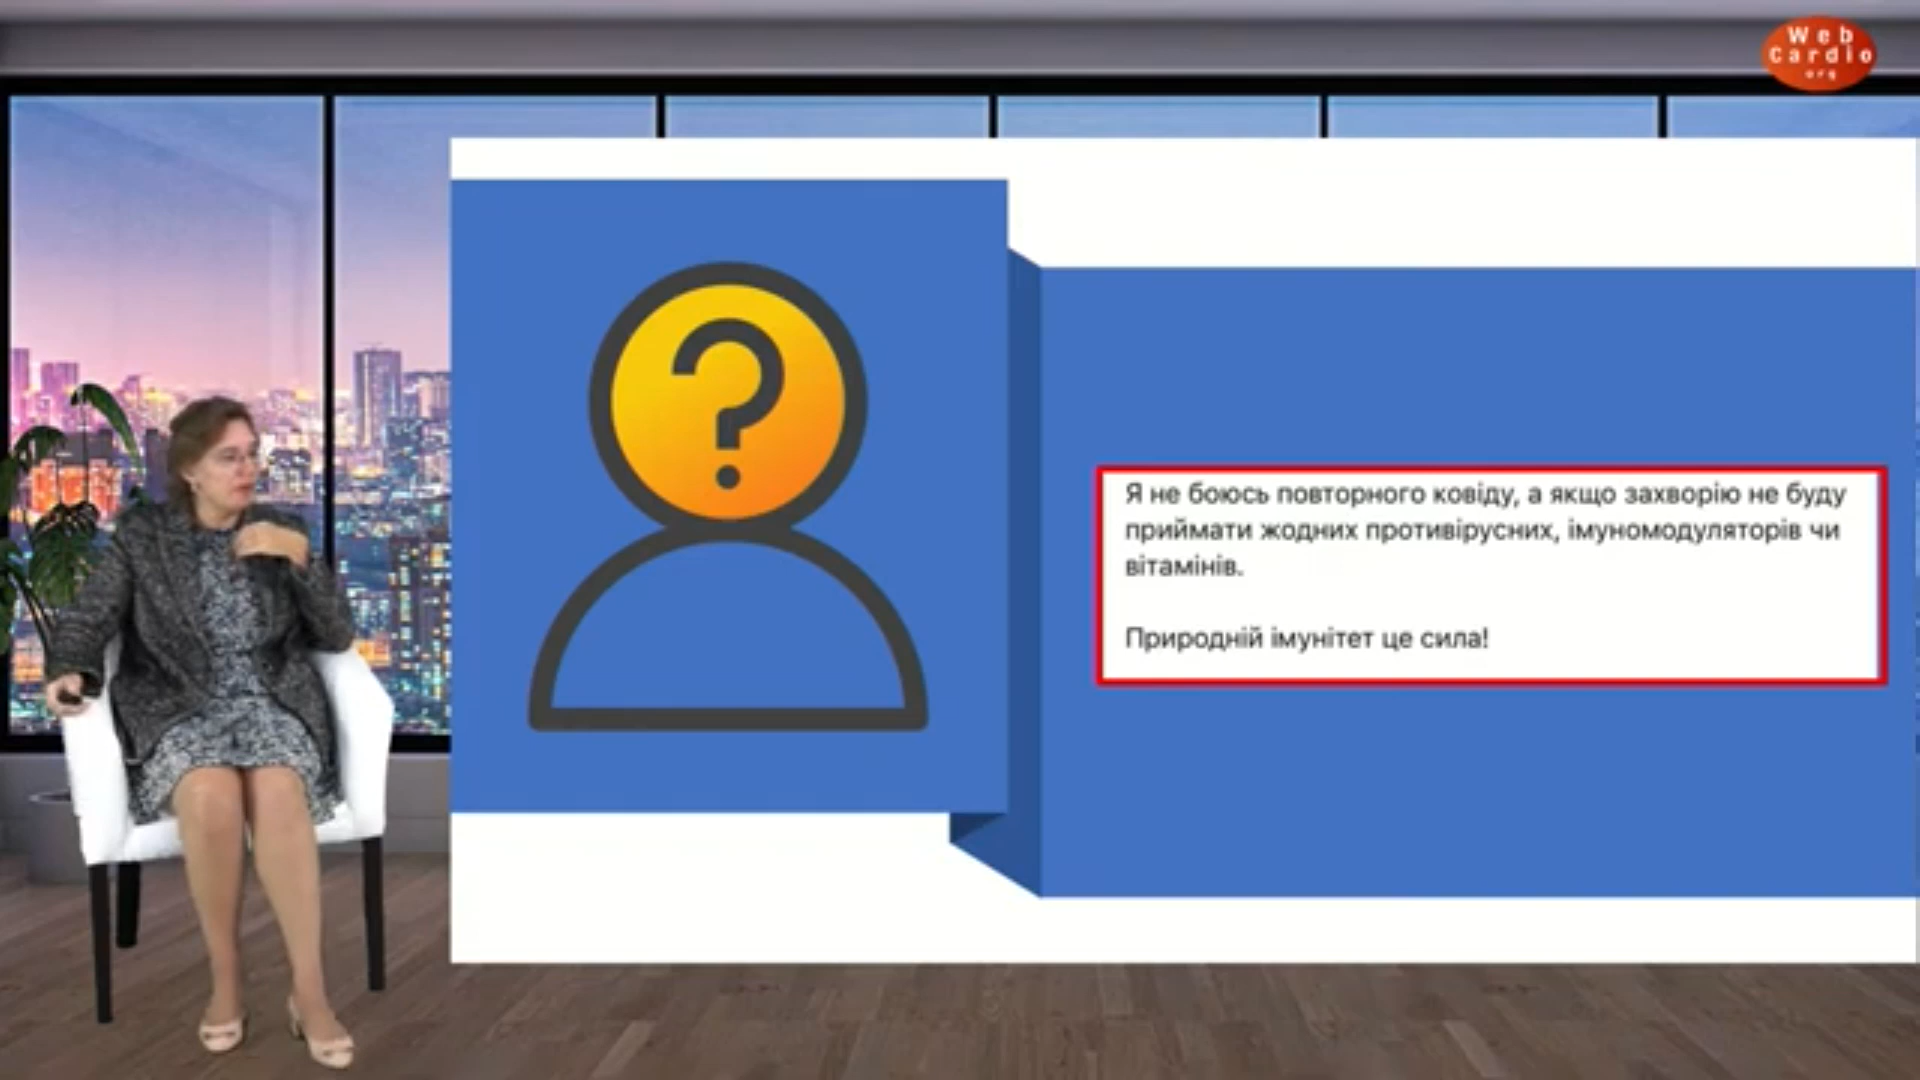 Web
Cardio
org
?
Я не боюсь повторного ковіду, а якщо захворію не буду
приймати жодних противірусних, імуномодуляторів чи
вітамінів.
Природній імунітет це сила!